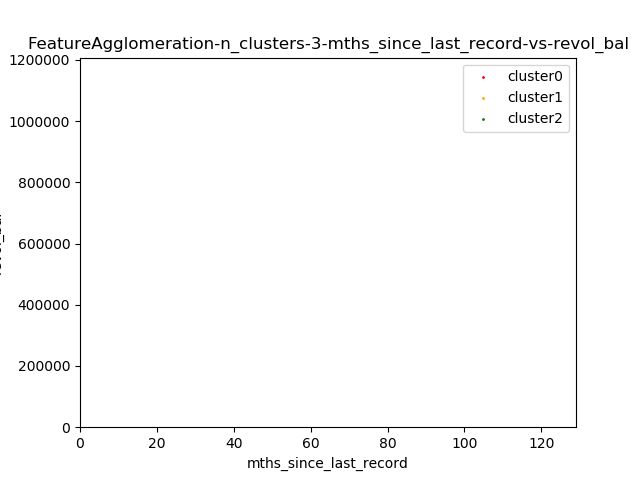 FeatureAgglomeration-n_clusters-3-mths_since_last_record-vs-revol_bal
1200000
1000000
800000
600000
400000
200000
0
cluster0
cluster1
cluster2
0 20 40 60 80 100 120
mths_since_last_record